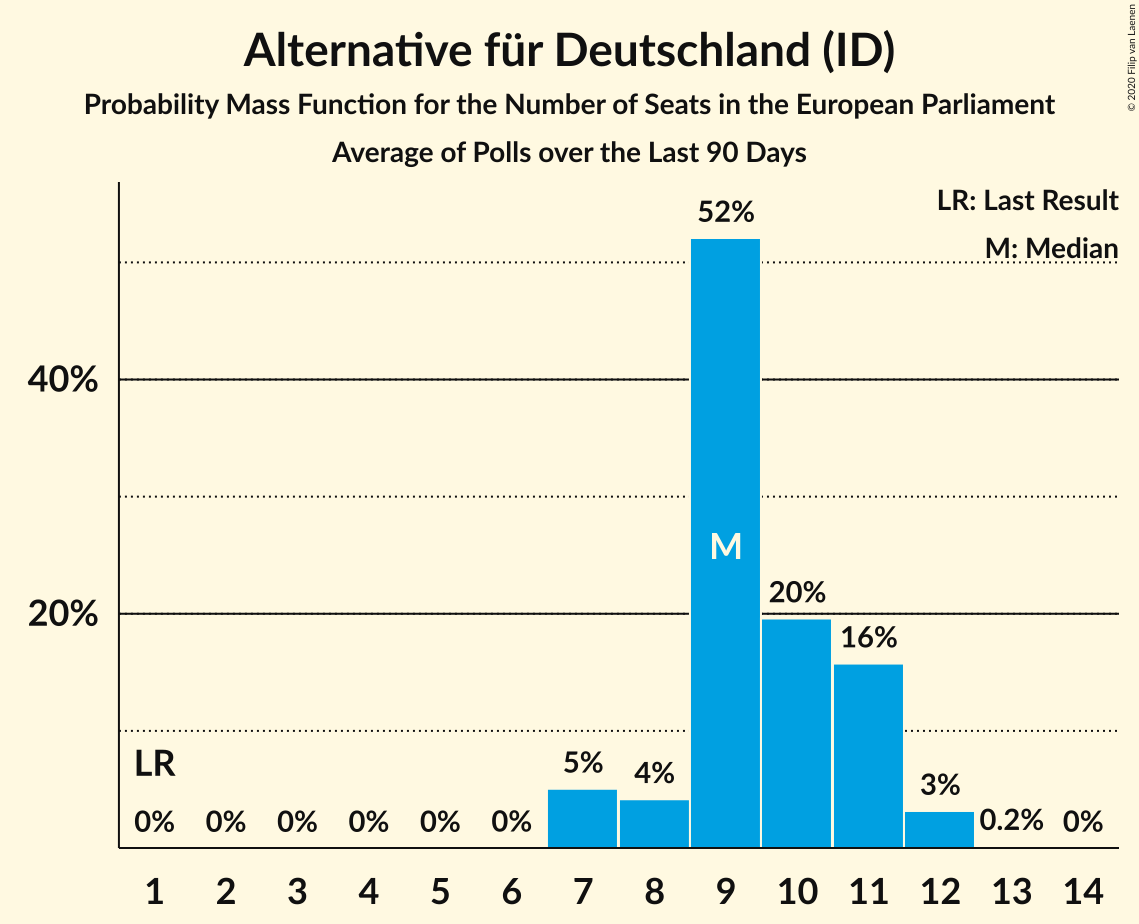 Alternative für Deutschland (ID)
Probability Mass Function for the Number of Seats in the European Parliament
Average of Polls over the Last 90 Days
© 2020 Filip van Laenen
LR: Last Result
M: Median
52%
40%
M
20%
20%
16%
LR
5%
4%
3%
0%
0%
0%
0%
0%
0%
0.2%
0%
1 2 3 4 5 6 7 8 9 10 11 12 13 14